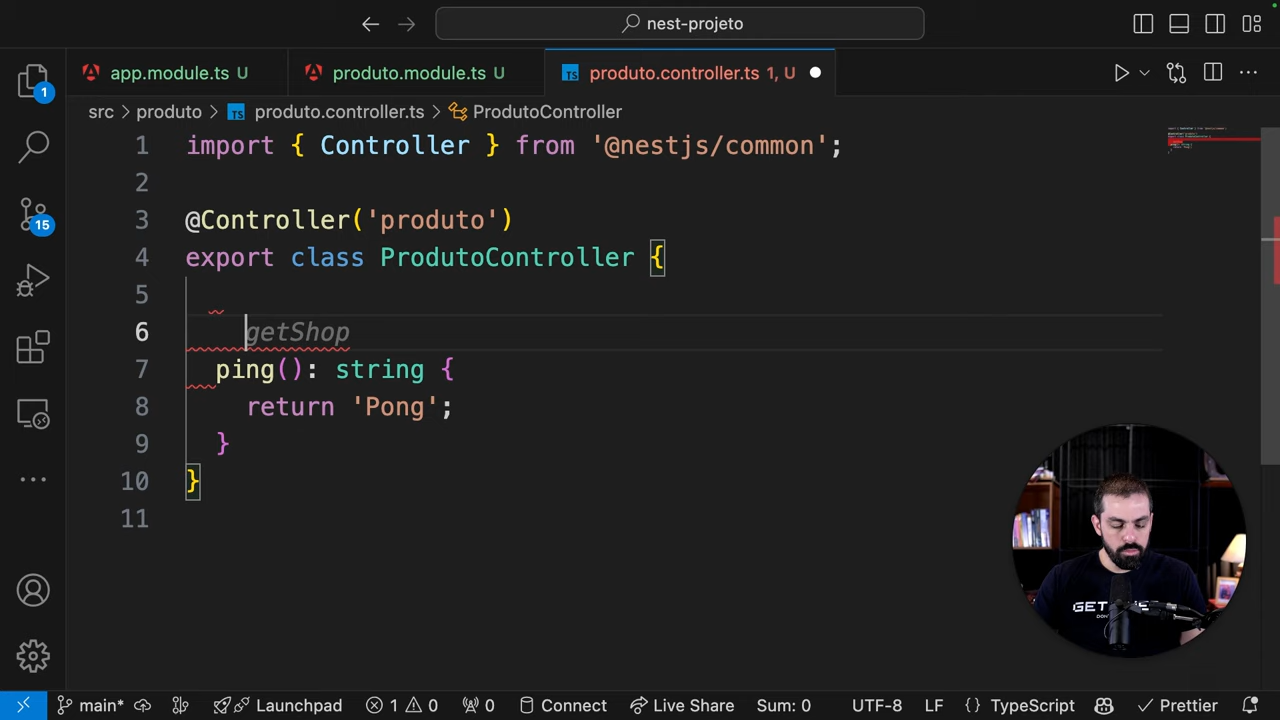 nest-projeto
app.module.ts U
produto.module.ts U
TS produto.controller.ts 1, U
src > produto > TS produto.controller.ts > ProdutoController
1 import { Controller } from '@nestjs/common';
2
3 @Controller('produto')
4 export class ProdutoController {
5
6 getShop
7 ping(): string {
8 return 'Pong';
9 }
10 }
11
1
15
main* Launchpad 1 0 0 Connect Live Share Sum: 0 UTF-8 LF {} TypeScript Prettier